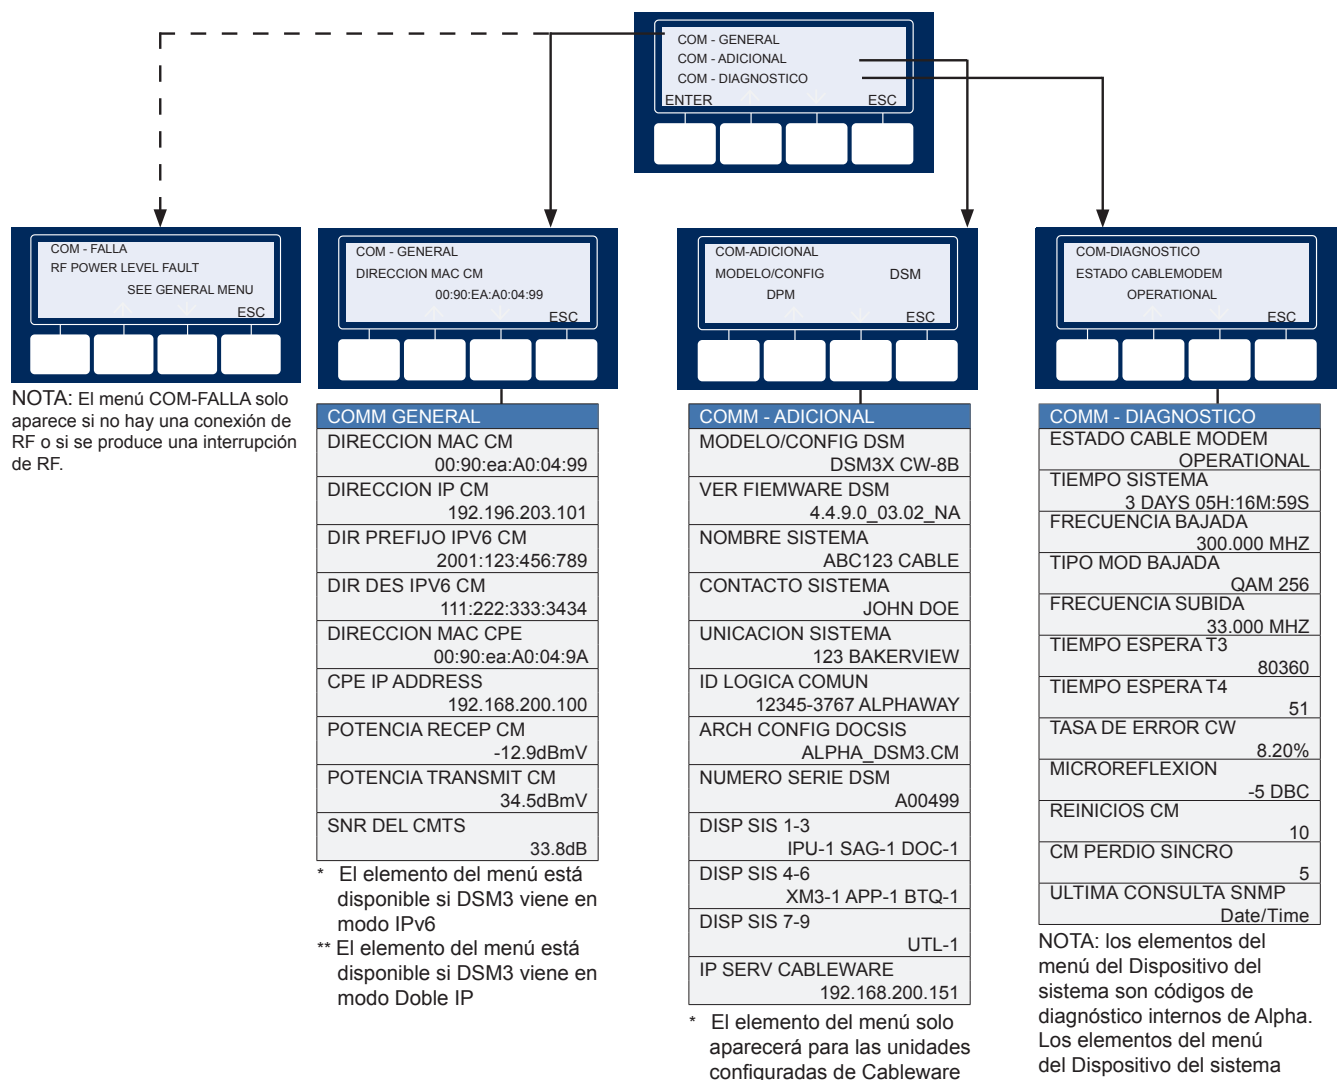 COM - GENERAL
COM - ADICIONAL
COM - DIAGNOSTICO
ENTER ESC
COM - FALLA
RF POWER LEVEL FAULT
SEE GENERAL MENU
ESC
NOTA: El menú COM-FALLA solo
aparece si no hay una conexión de
RF o si se produce una interrupción
de RF.
COM - GENERAL
DIRECCION MAC CM
00:90:EA:A0:04:99
ESC
COMM GENERAL
DIRECCION MAC CM
00:90:ea:A0:04:99
DIRECCION IP CM
192.196.203.101
DIR PREFIJO IPV6 CM
2001:123:456:789
DIR DES IPV6 CM
111:222:333:3434
DIRECCION MAC CPE
00:90:ea:A0:04:9A
CPE IP ADDRESS
192.168.200.100
POTENCIA RECEP CM
-12.9dBmV
POTENCIA TRANSMIT CM
34.5dBmV
SNR DEL CMTS
33.8dB
* El elemento del menú está
disponible si DSM3 viene en
modo IPv6
** El elemento del menú está
disponible si DSM3 viene en
modo Doble IP
COM-ADICIONAL
MODELO/CONFIG DSM
DPM
ESC
COMM - ADICIONAL
MODELO/CONFIG DSM
DSM3X CW-8B
VER FIEMWARE DSM
4.4.9.0_03.02_NA
NOMBRE SISTEMA
ABC123 CABLE
CONTACTO SISTEMA
JOHN DOE
UNICACION SISTEMA
123 BAKERVIEW
ID LOGICA COMUN
12345-3767 ALPHAWAY
ARCH CONFIG DOCSIS
ALPHA_DSM3.CM
NUMERO SERIE DSM
A00499
DISP SIS 1-3
IPU-1 SAG-1 DOC-1
DISP SIS 4-6
XM3-1 APP-1 BTQ-1
DISP SIS 7-9
UTL-1
IP SERV CABLEWARE
192.168.200.151
* El elemento del menú solo
aparecerá para las unidades
configuradas de Cableware
COM-DIAGNOSTICO
ESTADO CABLEMODEM
OPERATIONAL
ESC
COMM - DIAGNOSTICO
ESTADO CABLE MODEM
OPERATIONAL
TIEMPO SISTEMA
3 DAYS 05H:16M:59S
FRECUENCIA BAJADA
300.000 MHZ
TIPO MOD BAJADA
QAM 256
FRECUENCIA SUBIDA
33.000 MHZ
TIEMPO ESPERA T3
80360
TIEMPO ESPERA T4
51
TASA DE ERROR CW
8.20%
MICROREFLEXION
-5 DBC
REINICIOS CM
10
CM PERDIO SINCRO
5
ULTIMA CONSULTA SNMP
Date/Time
NOTA: los elementos del
menú del Dispositivo del
sistema son códigos de
diagnóstico internos de Alpha.
Los elementos del menú
del Dispositivo del sistema